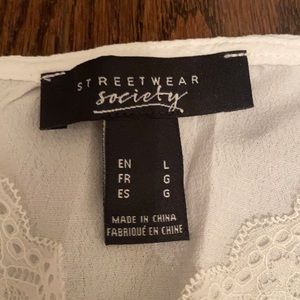 STREETWEAR
society
EN L
FR G
ES G
MADE IN CHINA
FABRIQUÉ EN CHINE